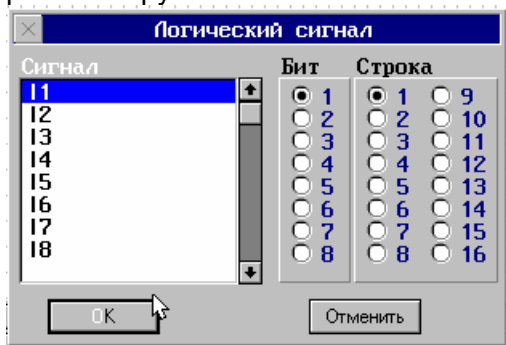 Логический сигнал
Сигнал Бит Строка
I1
I2
I3
I4
I5
I6
I7
I8
1
2
3
4
5
6
7
8
1 9
2 10
3 11
4 12
5 13
6 14
7 15
8 16
OK Отменить